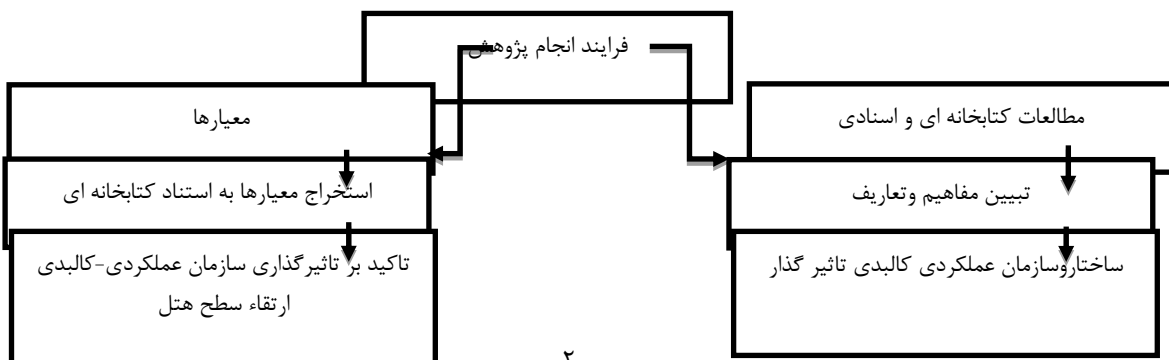 فرایند انجام پژوهش
مطالعات کتابخانه ای و اسنادی
تبیین مفاهیم وتعاریف
ساختاروسازمان عملکردی کالبدی تاثیر گذار
معیارها
استخراج معیارها به استناد کتابخانه ای
تاکید بر تاثیرگذاری سازمان عملکردی-کالبدی
ارتقاء سطح هتل
۲